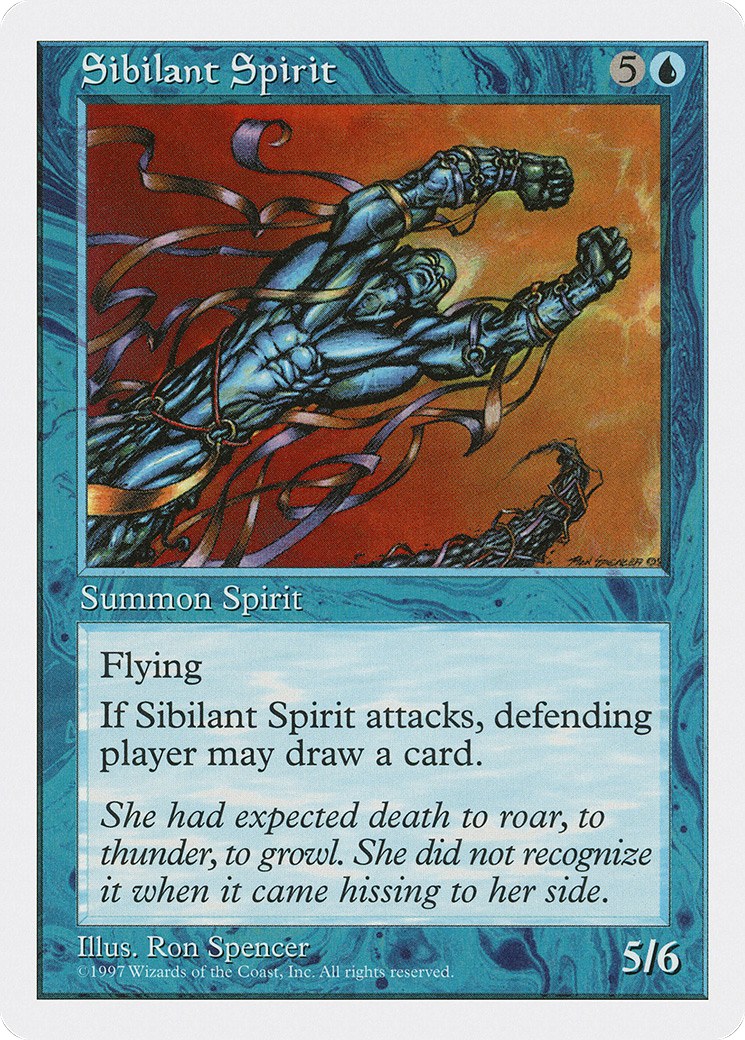 Sibilant Spirit
5
Ron Spencer ©
Summon Spirit
Flying
If Sibilant Spirit attacks, defending
player may draw a card.
She had expected death to roar, to
thunder, to growl. She did not recognize
it when it came hissing to her side.
Illus. Ron Spencer
©1997 Wizards of the Coast, Inc. All rights reserved.
5/6